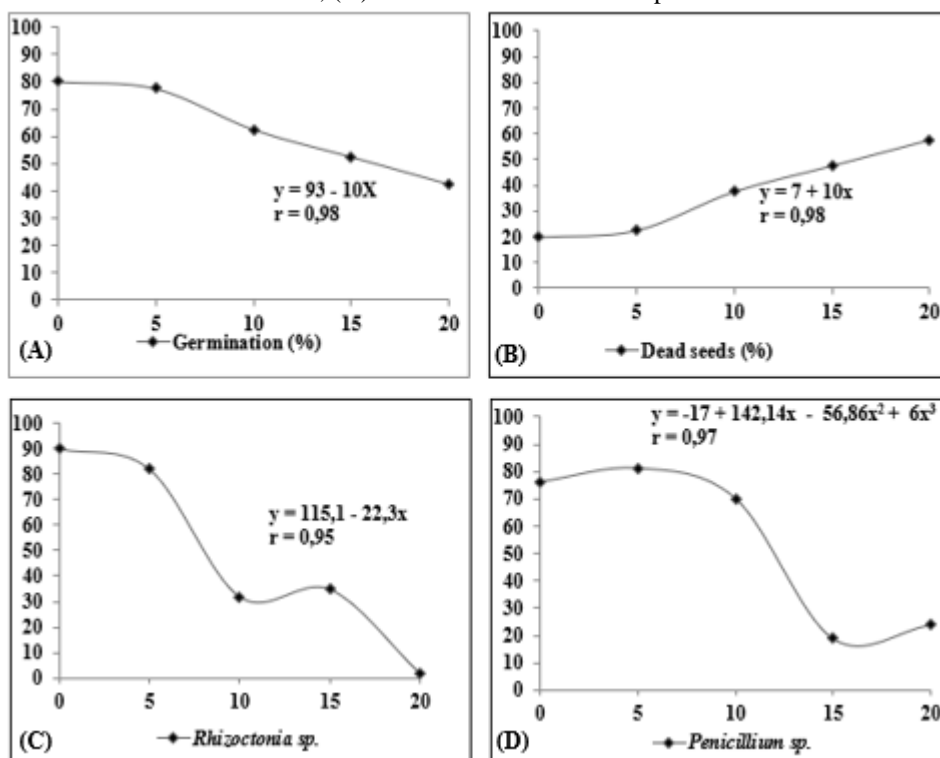 100
90
80
70
60
50
40
30
20
10
0
0 5 10 15 20
y = 93 - 10X
r = 0,98
(A)
Germination (%)
100
90
80
70
60
50
40
30
20
10
0
0 5 10 15 20
y = 7 + 10x
r = 0,98
(B)
Dead seeds (%)
100
90
80
70
60
50
40
30
20
10
0
0 5 10 15 20
y = 115,1 - 22,3x
r = 0,95
(C)
Rhizoctonia sp.
100
90
80
70
60
50
40
30
20
10
0
0 5 10 15 20
y = -17 + 142,14x - 56,86x² + 6x³
r = 0,97
(D)
Penicillium sp.